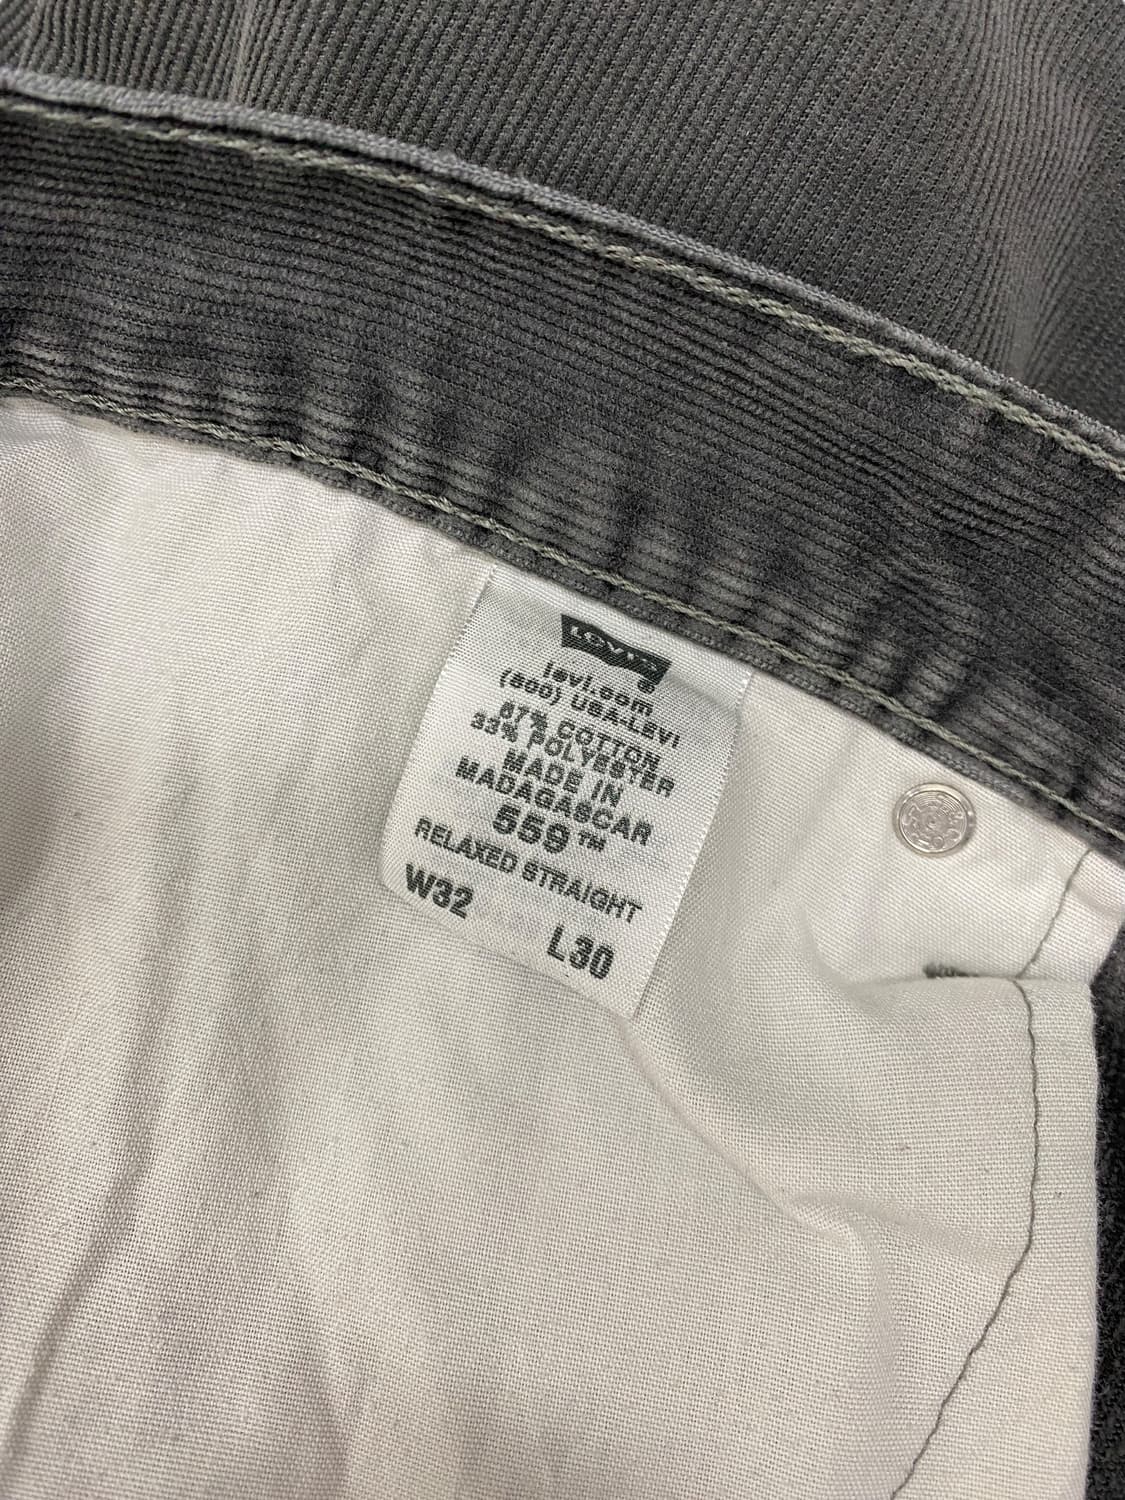 LEVI'S
®
levi.com
(800) USA-LEVI
67% COTTON
33% POLYESTER
MADE IN
MADAGASCAR
559™
RELAXED STRAIGHT
W32
L30